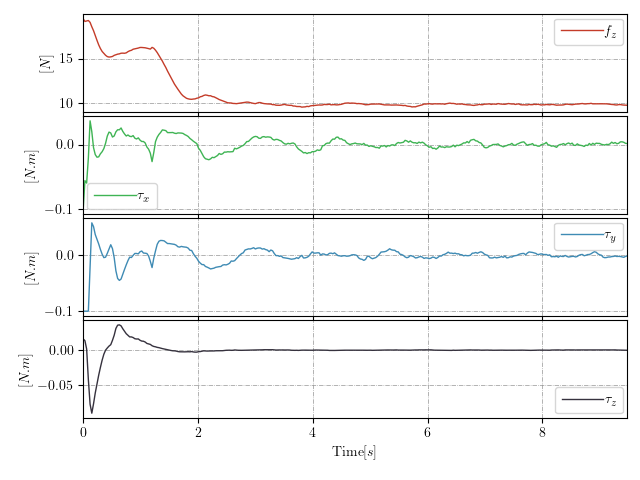 [N]
15
10
f_z
[N.m]
0.0
−0.1
τ_x
[N.m]
0.0
−0.1
τ_y
[N.m]
0.00
−0.05
τ_z
0 2 4 6 8
Time[s]